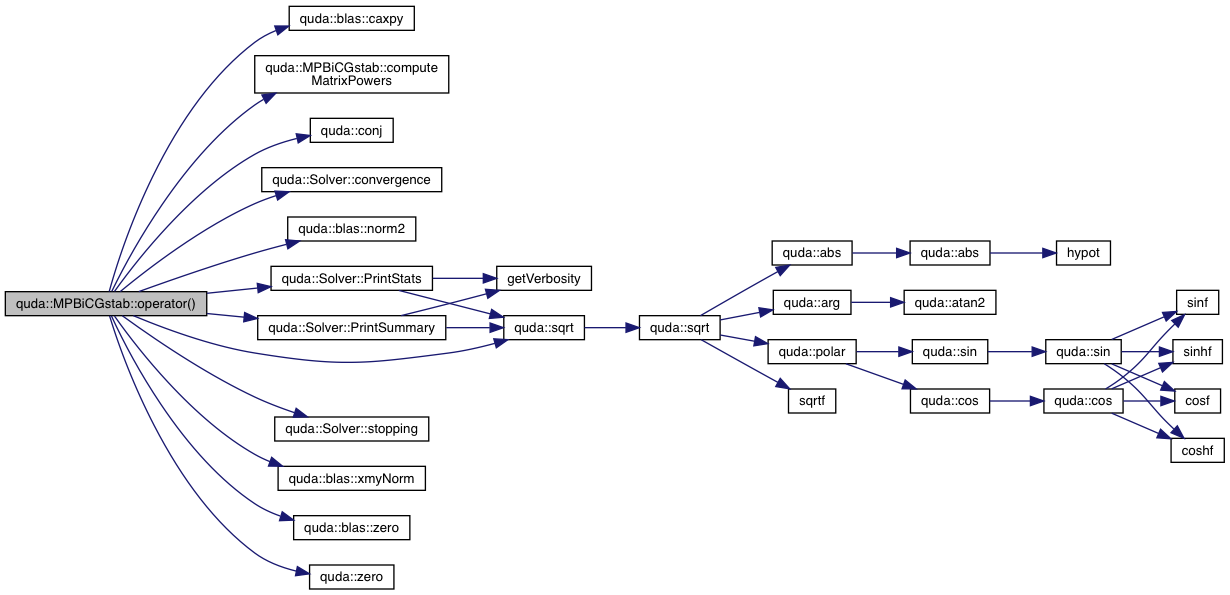 quda::MPBiCGstab::operator()
quda::blas::caxpy
quda::MPBiCGstab::compute
MatrixPowers
quda::conj
quda::Solver::convergence
quda::blas::norm2
quda::Solver::PrintStats
quda::Solver::PrintSummary
quda::Solver::stopping
quda::blas::xmyNorm
quda::blas::zero
quda::zero
getVerbosity
quda::sqrt
quda::sqrt
quda::abs
quda::arg
quda::polar
sqrtf
quda::abs
quda::atan2
quda::sin
quda::cos
hypot
quda::sin
quda::cos
sinf
sinhf
cosf
coshf